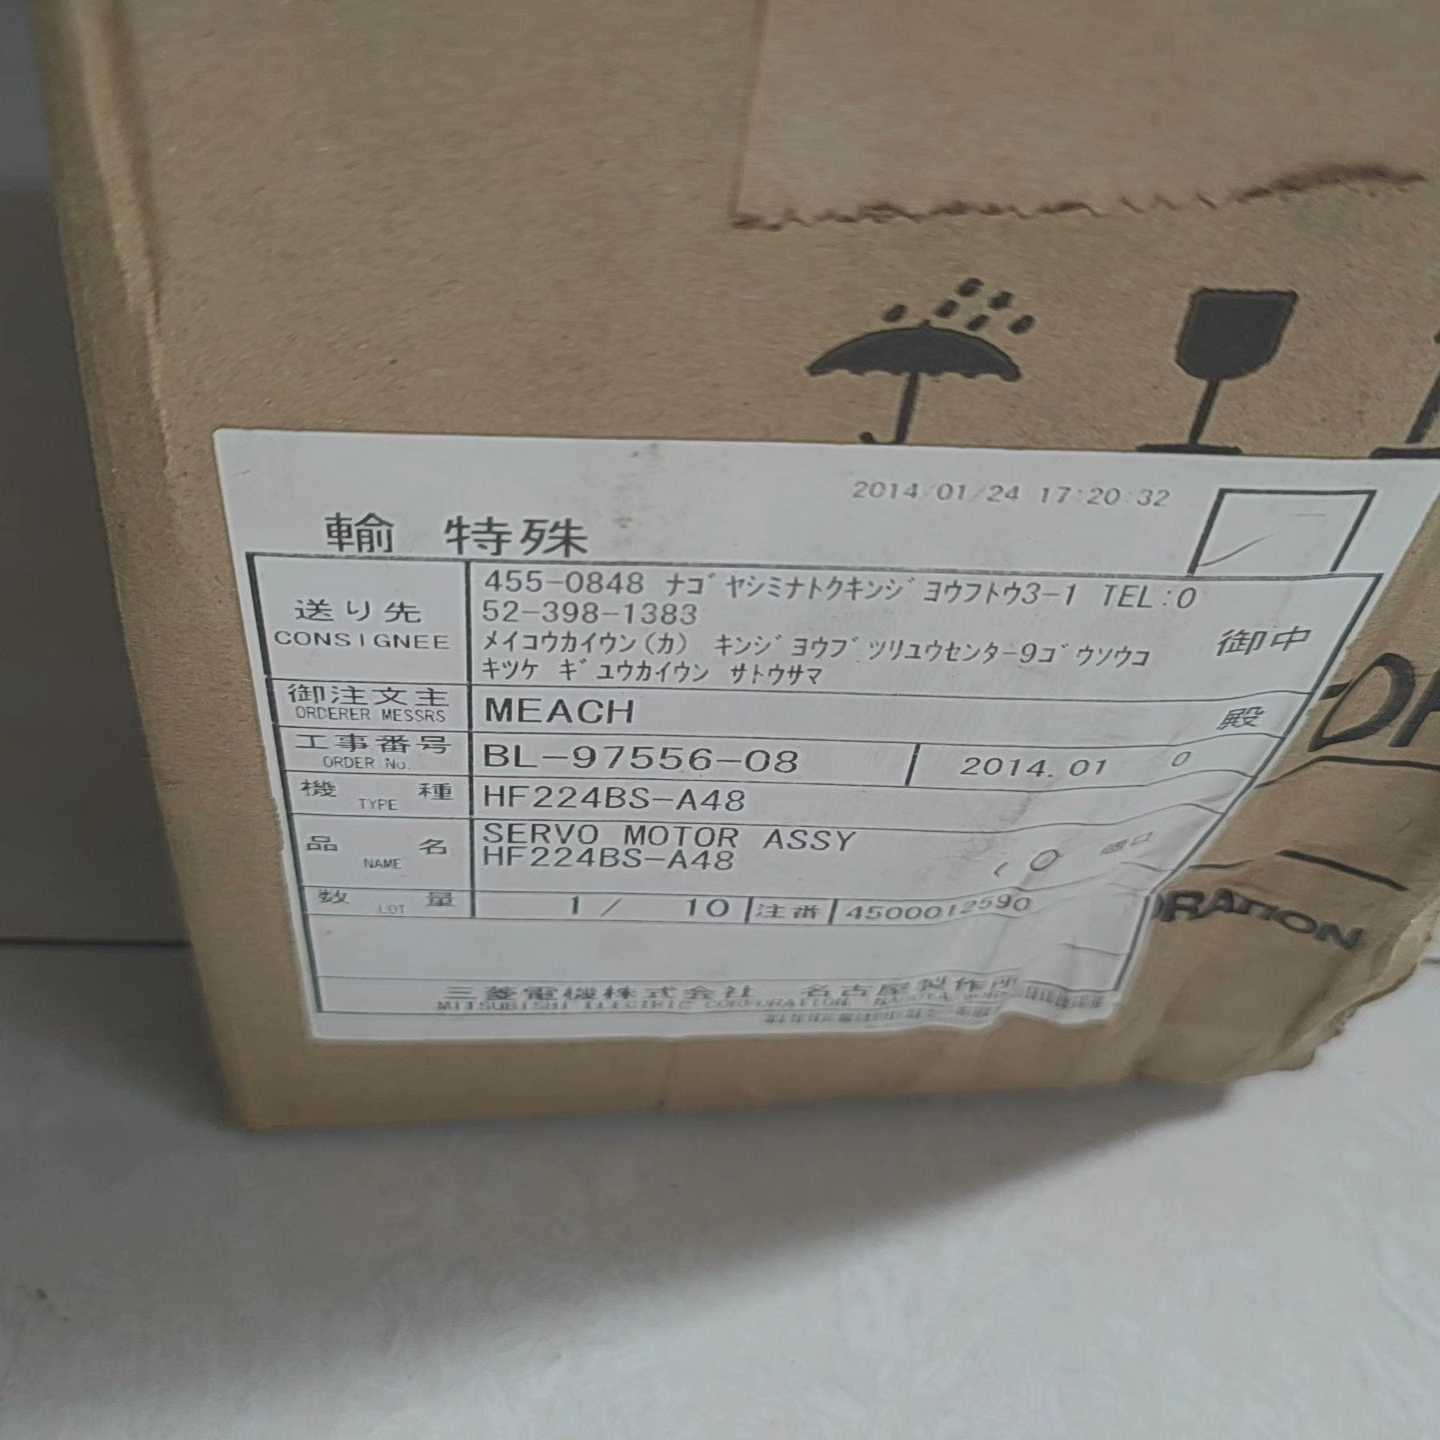 2014/01/24 17:20:32
輸 特殊
送り先
CONSIGNEE
455-0848 ナゴヤシミナトクキンジヨウフトウ3-1 TEL:0
52-398-1383
メイコウカイウン(カ) キンジヨウフ゛ツリユウセンタ-9ゴウソウコ
キツケ ギユウカイウン サトウサマ
御中
御注文主
ORDERER MESSRS
MEACH
殿
工事番号
ORDER No.
BL-97556-08
2014.01
0
機種
TYPE
HF224BS-A48
品名
NAME
SERVO MOTOR ASSY
HF224BS-A48
数量
LOT
1/ 10
注番
4500012590
三菱電機株式会社 名古屋製作所
MITSUBISHI ELECTRIC CORPORATION NAGOYA WORKS
ORATION